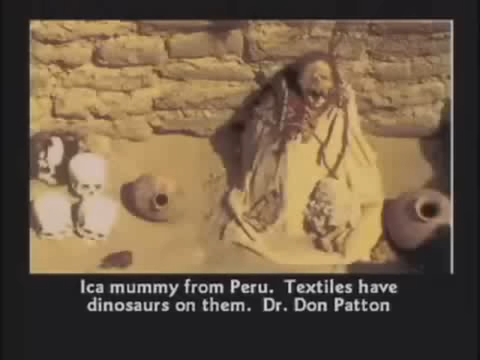 Ica mummy from Peru.  Textiles have
dinosaurs on them.  Dr. Don Patton